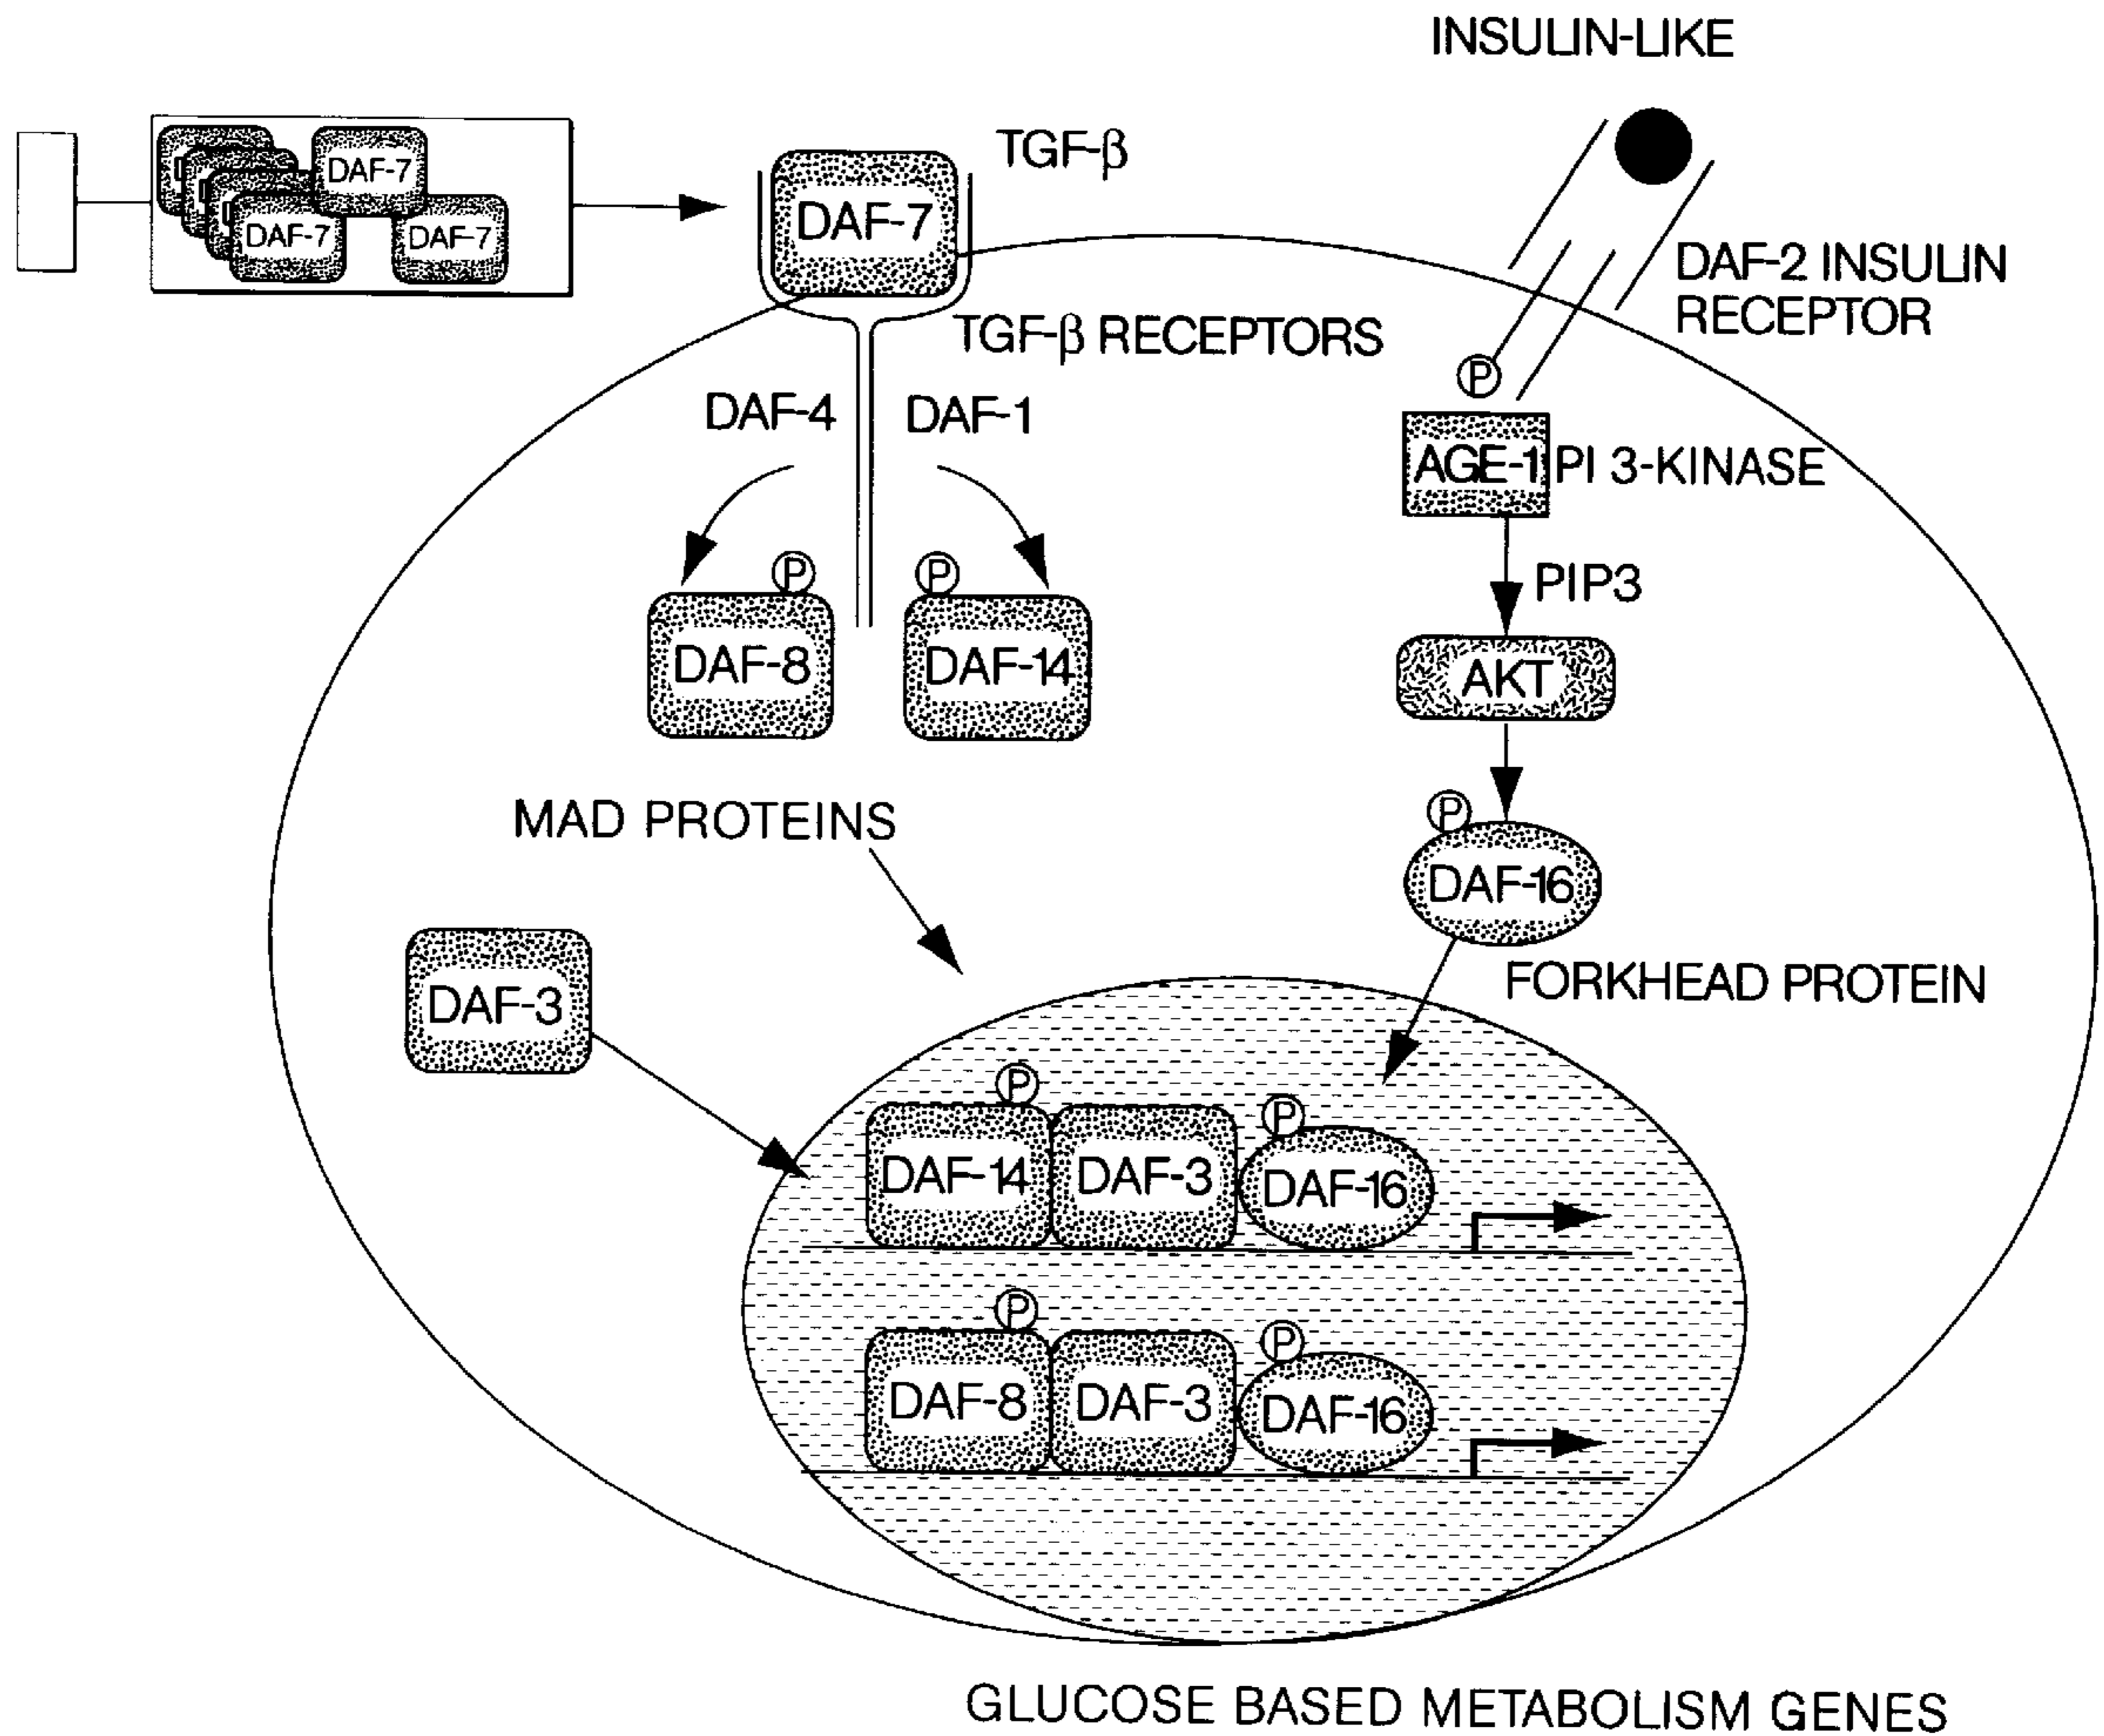 INSULIN-LIKE
TGF-β
DAF-7
DAF-7
DAF-7
DAF-7
DAF-2 INSULIN
RECEPTOR
TGF-β RECEPTORS
P
DAF-4
DAF-1
AGE-1
PI 3-KINASE
P
P
PIP3
DAF-8
DAF-14
AKT
MAD PROTEINS
P
DAF-16
DAF-3
FORKHEAD PROTEIN
P
P
DAF-14
DAF-3
DAF-16
P
P
DAF-8
DAF-3
DAF-16
GLUCOSE BASED METABOLISM GENES